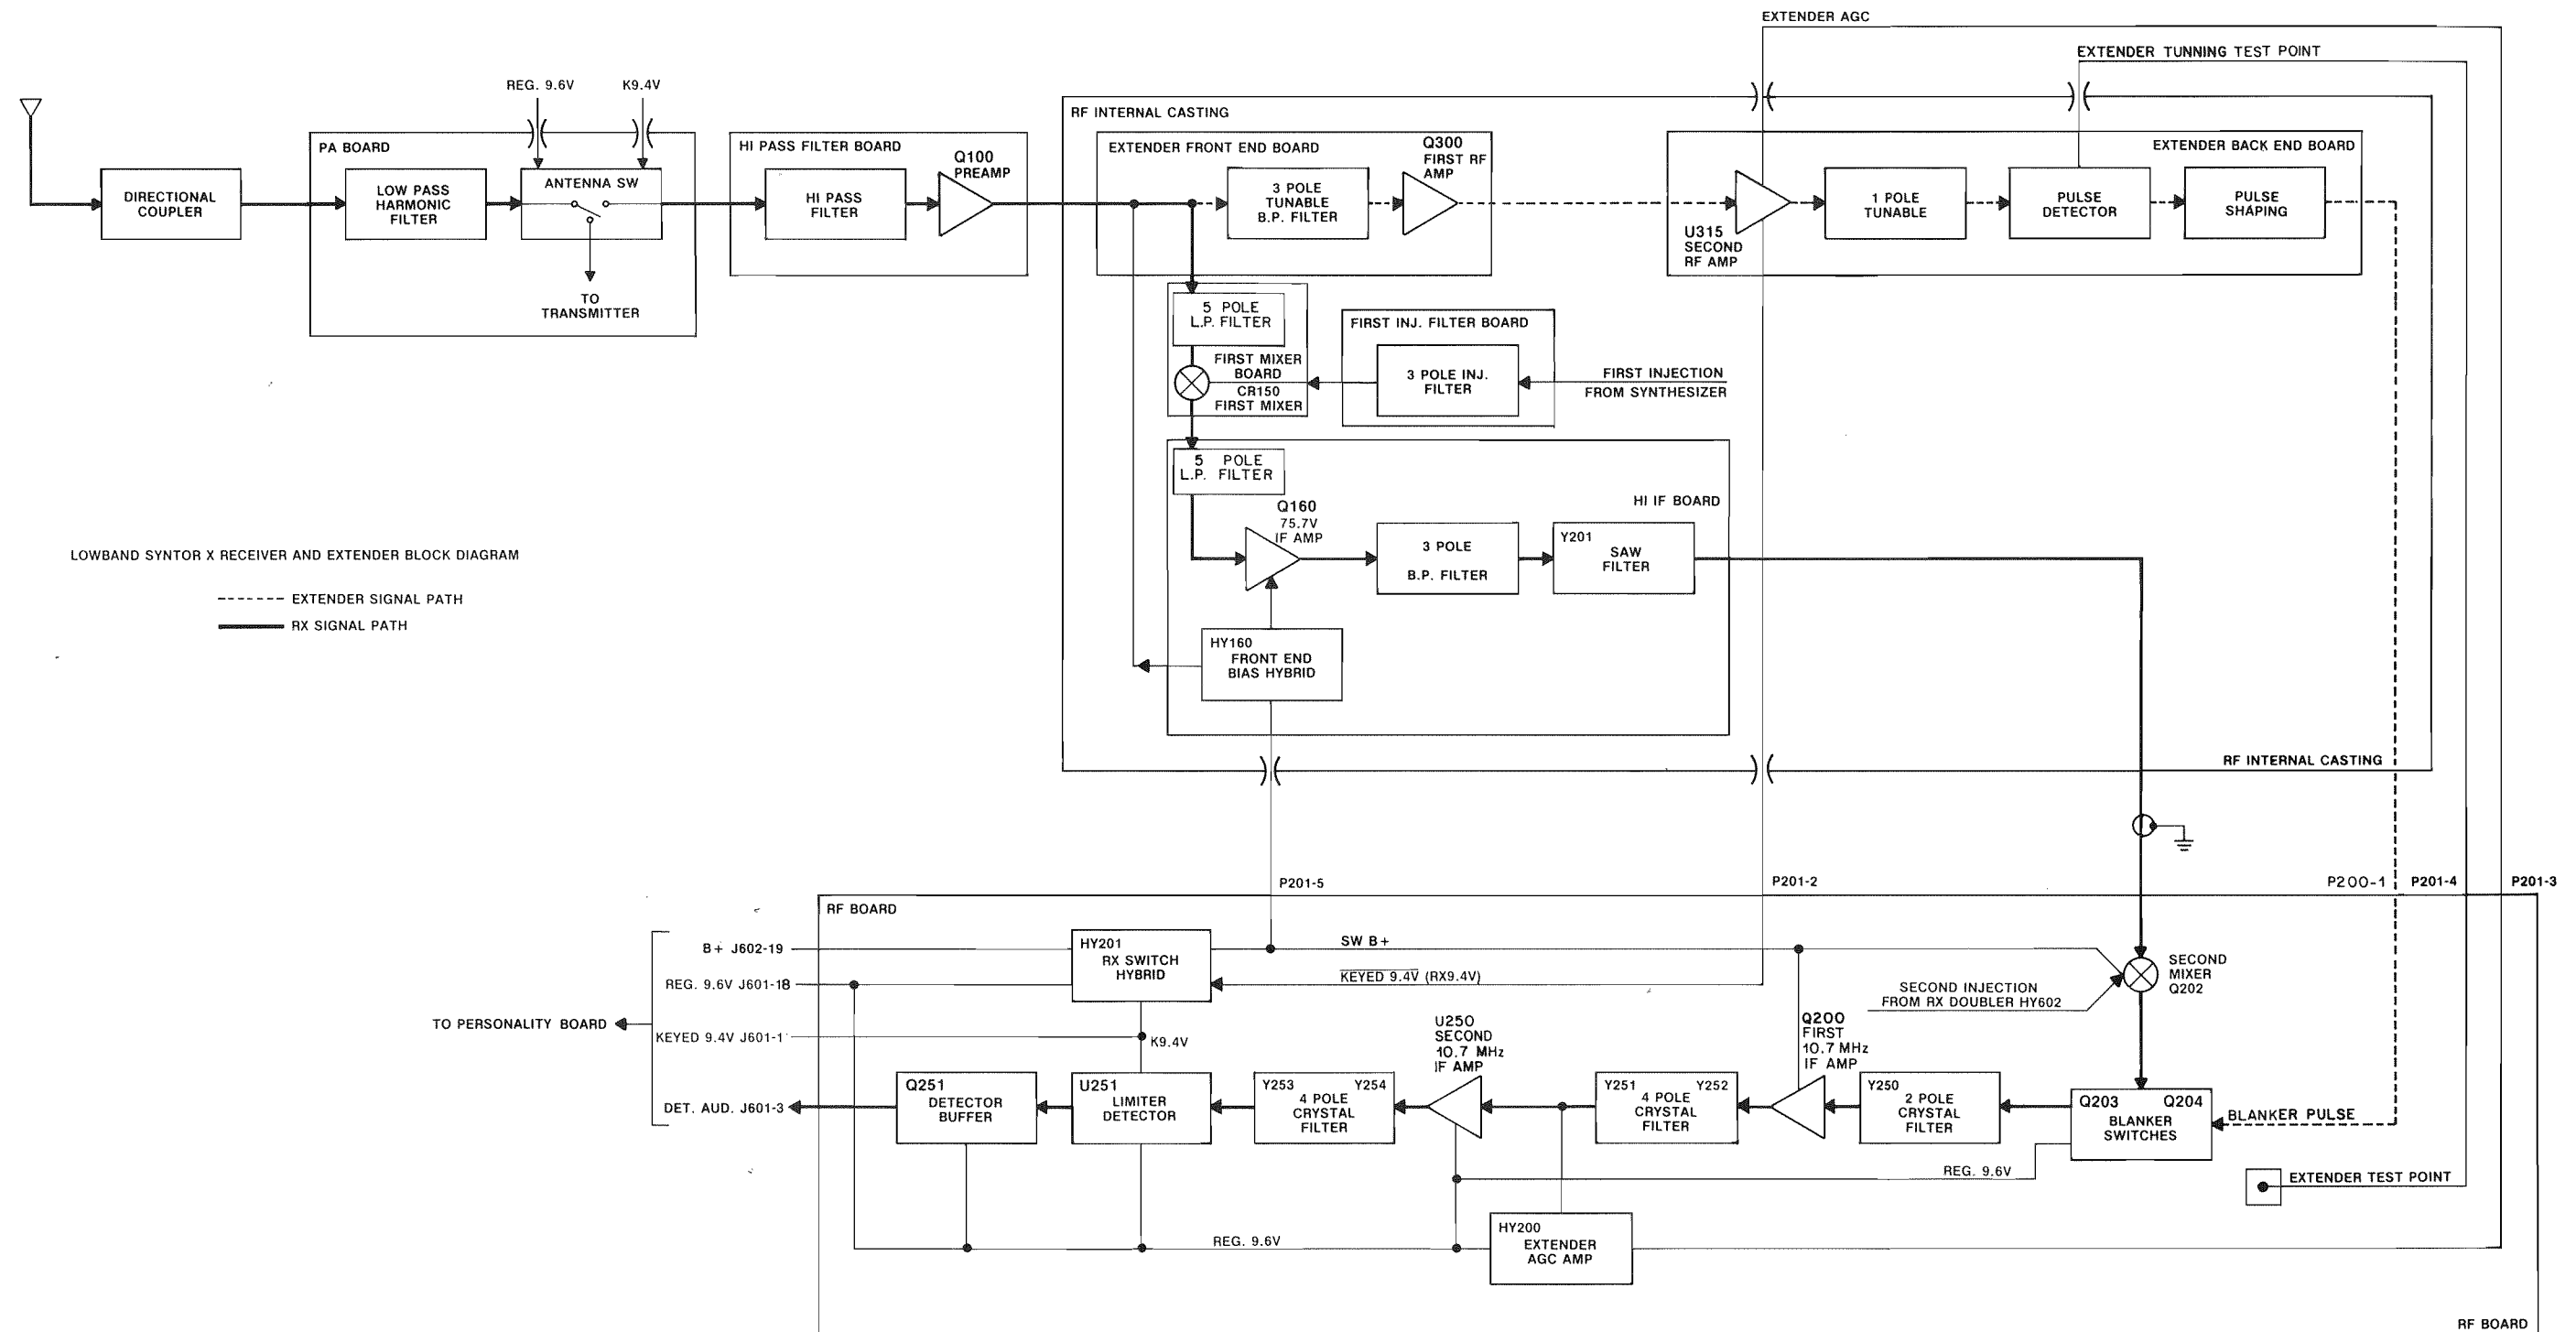 EXTENDER AGC
EXTENDER TUNNING TEST POINT
REG. 9.6V
K9.4V
RF INTERNAL CASTING
PA BOARD
HI PASS FILTER BOARD
EXTENDER FRONT END BOARD
EXTENDER BACK END BOARD
DIRECTIONAL
COUPLER
LOW PASS
HARMONIC
FILTER
ANTENNA SW
TO
TRANSMITTER
HI PASS
FILTER
Q100
PREAMP
3 POLE
TUNABLE
B.P. FILTER
Q300
FIRST RF
AMP
U315
SECOND
RF AMP
1 POLE
TUNABLE
PULSE
DETECTOR
PULSE
SHAPING
5 POLE
L.P. FILTER
FIRST MIXER
BOARD
CR150
FIRST MIXER
FIRST INJ. FILTER BOARD
3 POLE INJ.
FILTER
FIRST INJECTION
FROM SYNTHESIZER
5 POLE
L.P. FILTER
HI IF BOARD
Q160
75.7V
IF AMP
3 POLE
B.P. FILTER
Y201
SAW
FILTER
HY160
FRONT END
BIAS HYBRID
LOWBAND SYNTOR X RECEIVER AND EXTENDER BLOCK DIAGRAM
EXTENDER SIGNAL PATH
RX SIGNAL PATH
RF INTERNAL CASTING
P201-5
P201-2
P200-1
P201-4
P201-3
RF BOARD
B+ J602-19
REG. 9.6V J601-18
TO PERSONALITY BOARD
KEYED 9.4V J601-1
DET. AUD. J601-3
HY201
RX SWITCH
HYBRID
SW B+
KEYED 9.4V (RX9.4V)
K9.4V
SECOND
MIXER
Q202
SECOND INJECTION
FROM RX DOUBLER HY602
Q251
DETECTOR
BUFFER
U251
LIMITER
DETECTOR
Y253 Y254
4 POLE
CRYSTAL
FILTER
U250
SECOND
10.7 MHz
IF AMP
Y251 Y252
4 POLE
CRYSTAL
FILTER
Q200
FIRST
10.7 MHz
IF AMP
Y250
2 POLE
CRYSTAL
FILTER
Q203 Q204
BLANKER
SWITCHES
BLANKER PULSE
REG. 9.6V
EXTENDER TEST POINT
REG. 9.6V
HY200
EXTENDER
AGC AMP
RF BOARD